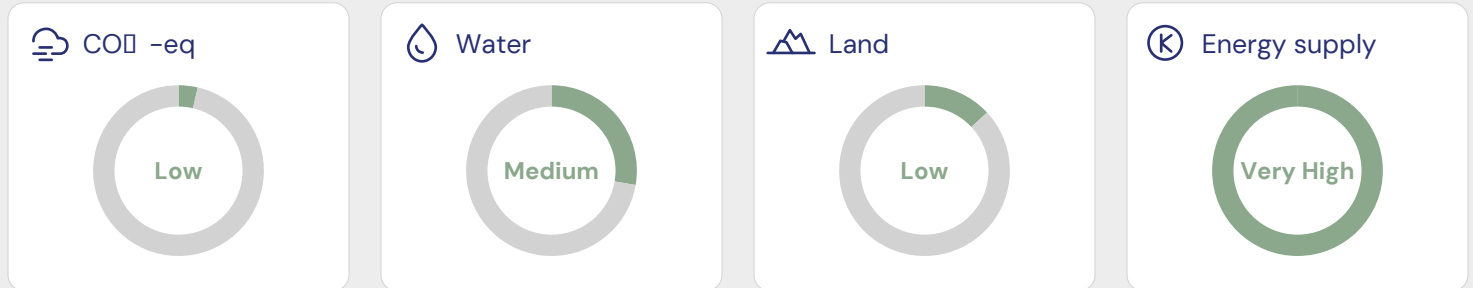 CO▯ -eq
Low
Water
Medium
Land
Low
Energy supply
Very High